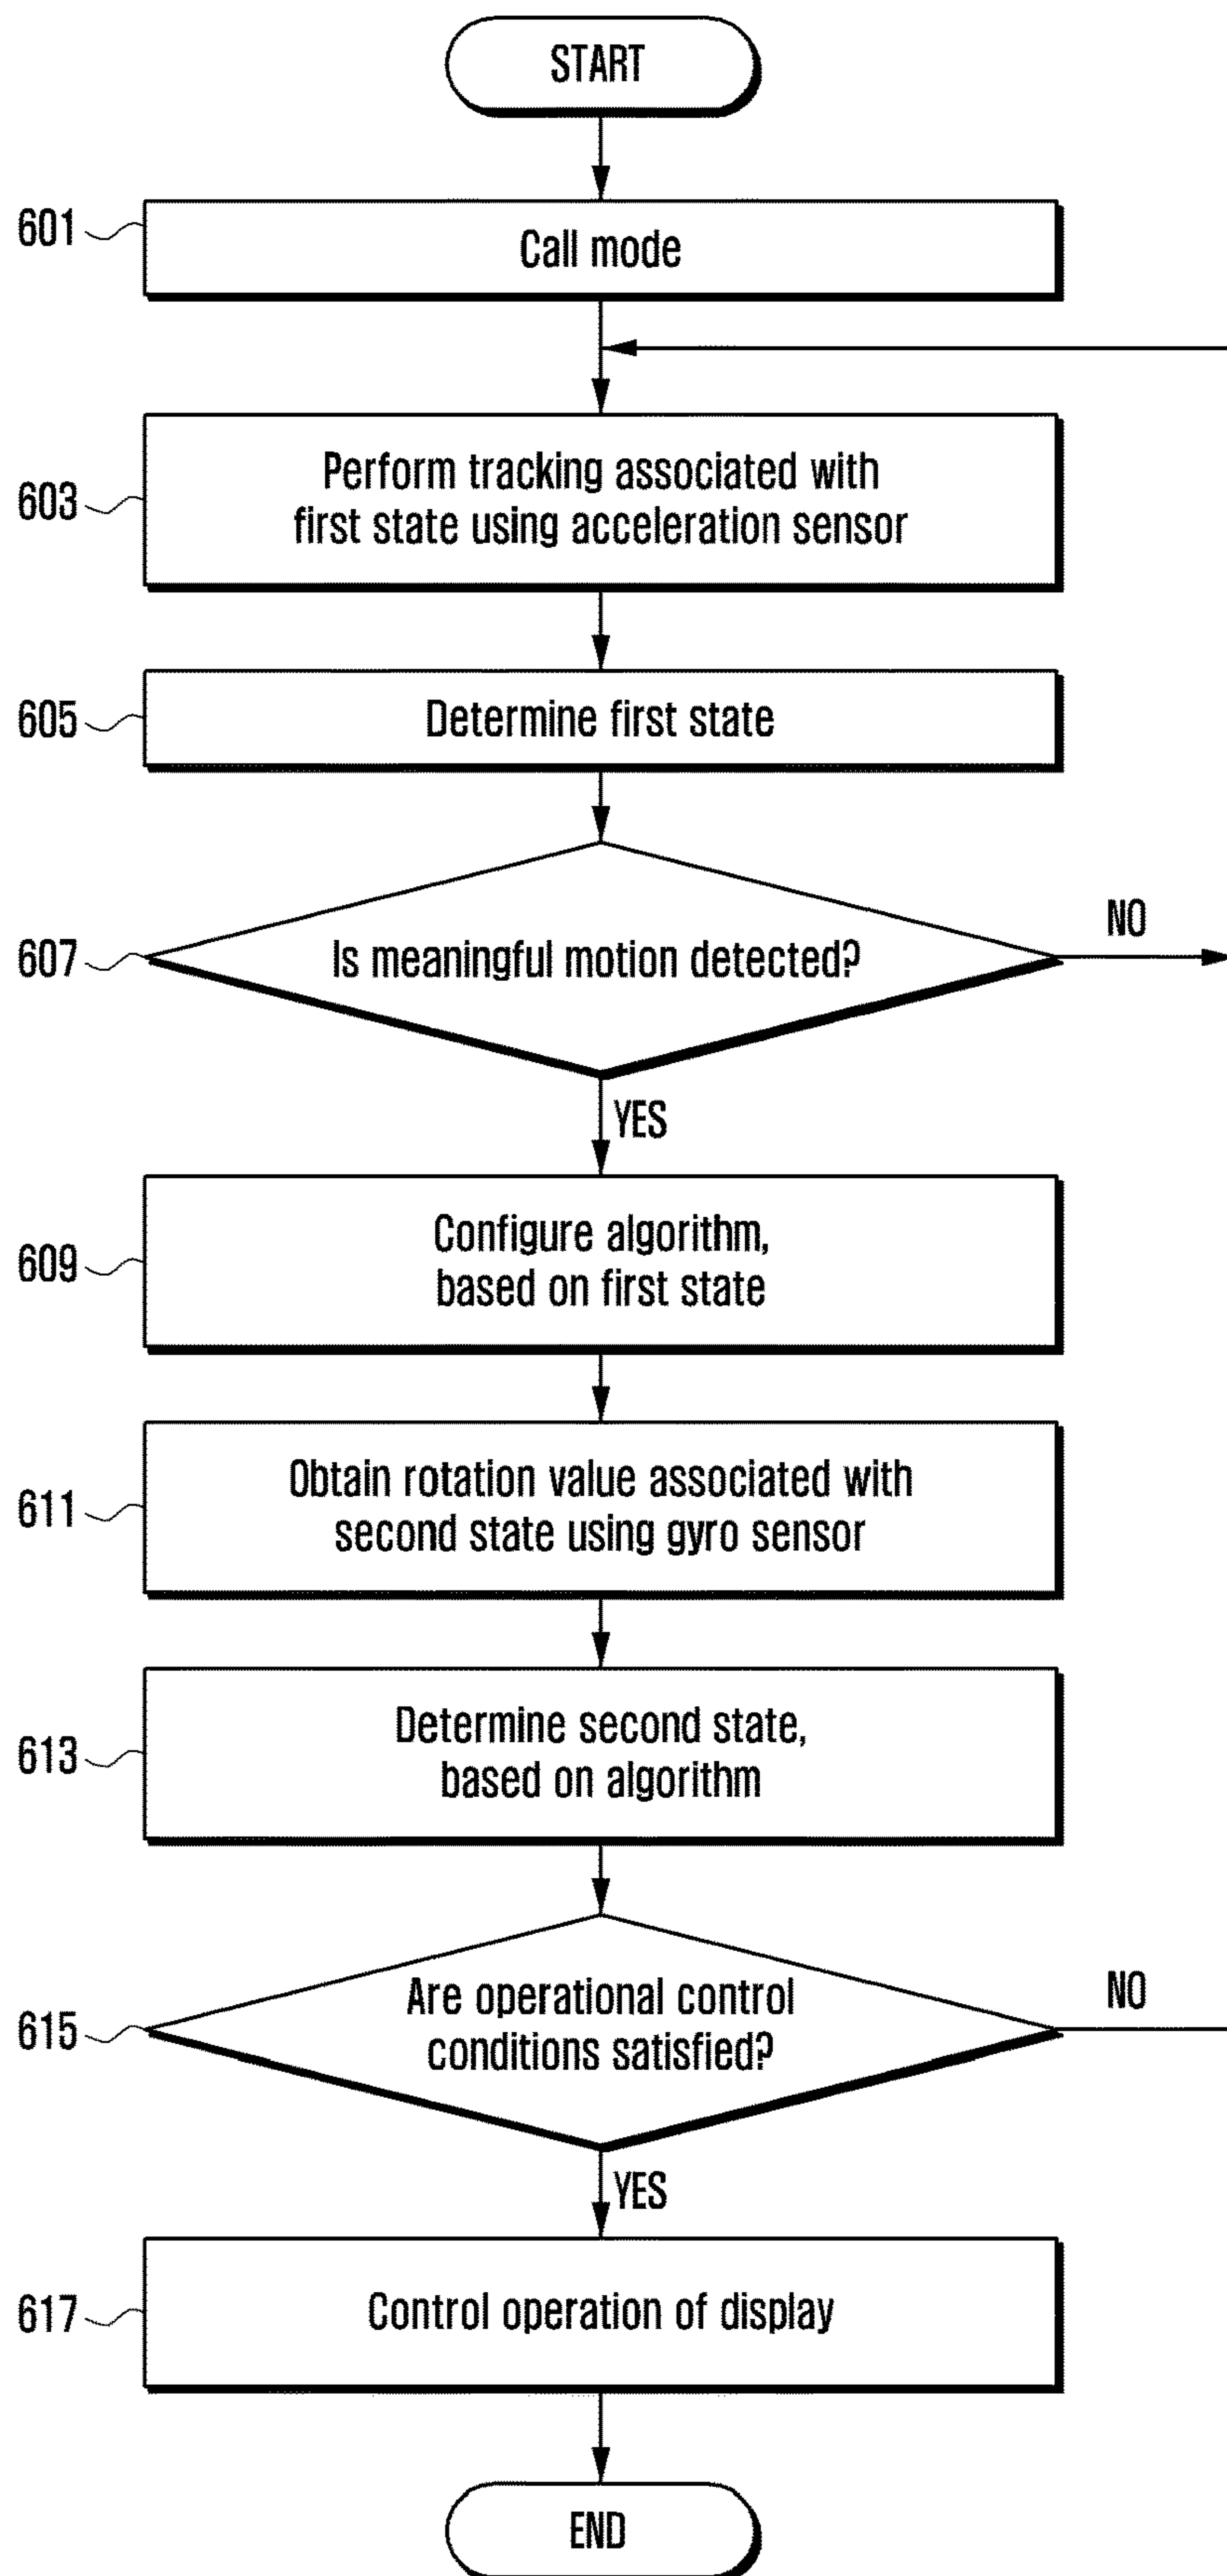 START
601
Call mode
603
Perform tracking associated with
first state using acceleration sensor
605
Determine first state
607
Is meaningful motion detected?
NO
YES
609
Configure algorithm,
based on first state
611
Obtain rotation value associated with
second state using gyro sensor
613
Determine second state,
based on algorithm
615
Are operational control
conditions satisfied?
NO
YES
617
Control operation of display
END